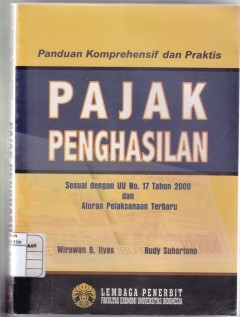 Panduan Komprehensif dan Praktis
PAJAK
PENGHASILAN
Sesuai dengan UU No. 17 Tahun 2000
dan
Aturan Pelaksanaan Terbaru
Wirawan B. Ilyas Rudy Suhartono
LEMBAGA PENERBIT
FAKULTAS EKONOMI UNIVERSITAS INDONESIA